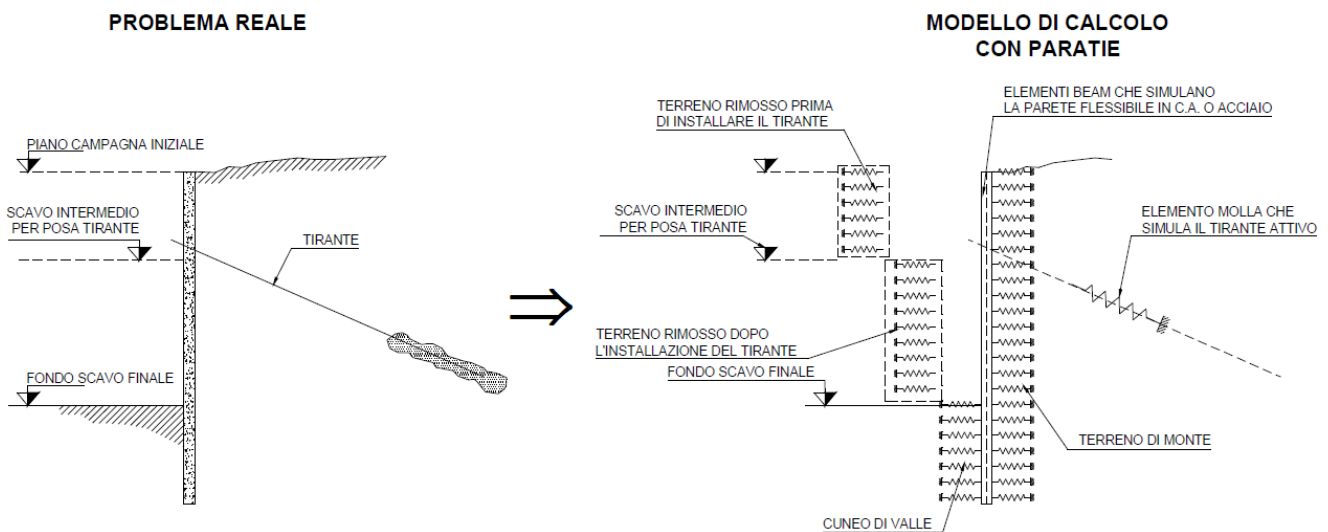 PROBLEMA REALE
PIANO CAMPAGNA INIZIALE
SCAVO INTERMEDIO
PER POSA TIRANTE
TIRANTE
FONDO SCAVO FINALE
MODELLO DI CALCOLO
CON PARATIE
ELEMENTI BEAM CHE SIMULANO
LA PARETE FLESSIBILE IN C.A. O ACCIAIO
TERRENO RIMOSSO PRIMA
DI INSTALLARE IL TIRANTE
SCAVO INTERMEDIO
PER POSA TIRANTE
ELEMENTO MOLLA CHE
SIMULA IL TIRANTE ATTIVO
TERRENO RIMOSSO DOPO
L'INSTALLAZIONE DEL TIRANTE
FONDO SCAVO FINALE
TERRENO DI MONTE
CUNEO DI VALLE